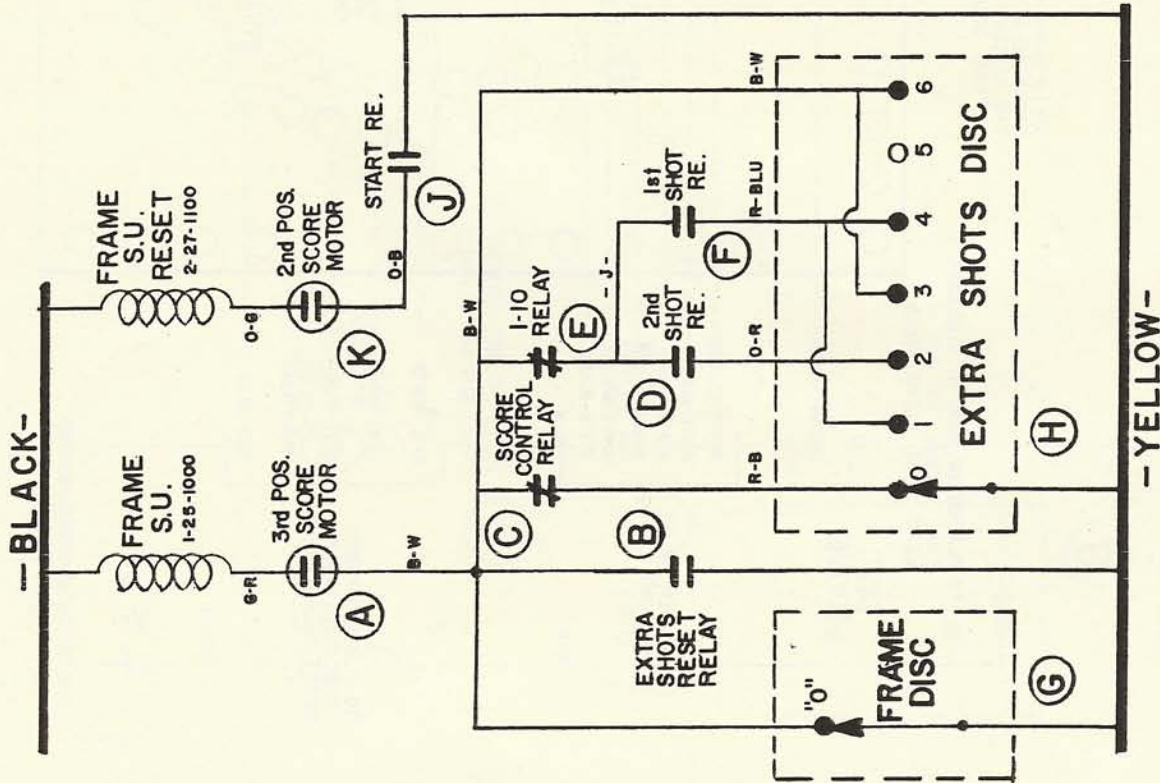 -BLACK-
FRAME
S.U.
1-25-1000
G-R
3rd POS.
SCORE
MOTOR
A
B-W
FRAME
S.U.
RESET
2-27-1100
O-G
2nd POS.
SCORE
MOTOR
K
O-B
START RE.
J
B-W
C
SCORE
CONTROL
RELAY
R-B
1-10
RELAY
E
-J-
D
2nd
SHOT
RE.
O-R
1st
SHOT
RE.
F
R-BLU
B-W
B
EXTRA
SHOTS
RESET
RELAY
"O"
FRAME
DISC
G
0 1 2 3 4 5 6
EXTRA SHOTS DISC
H
-YELLOW-